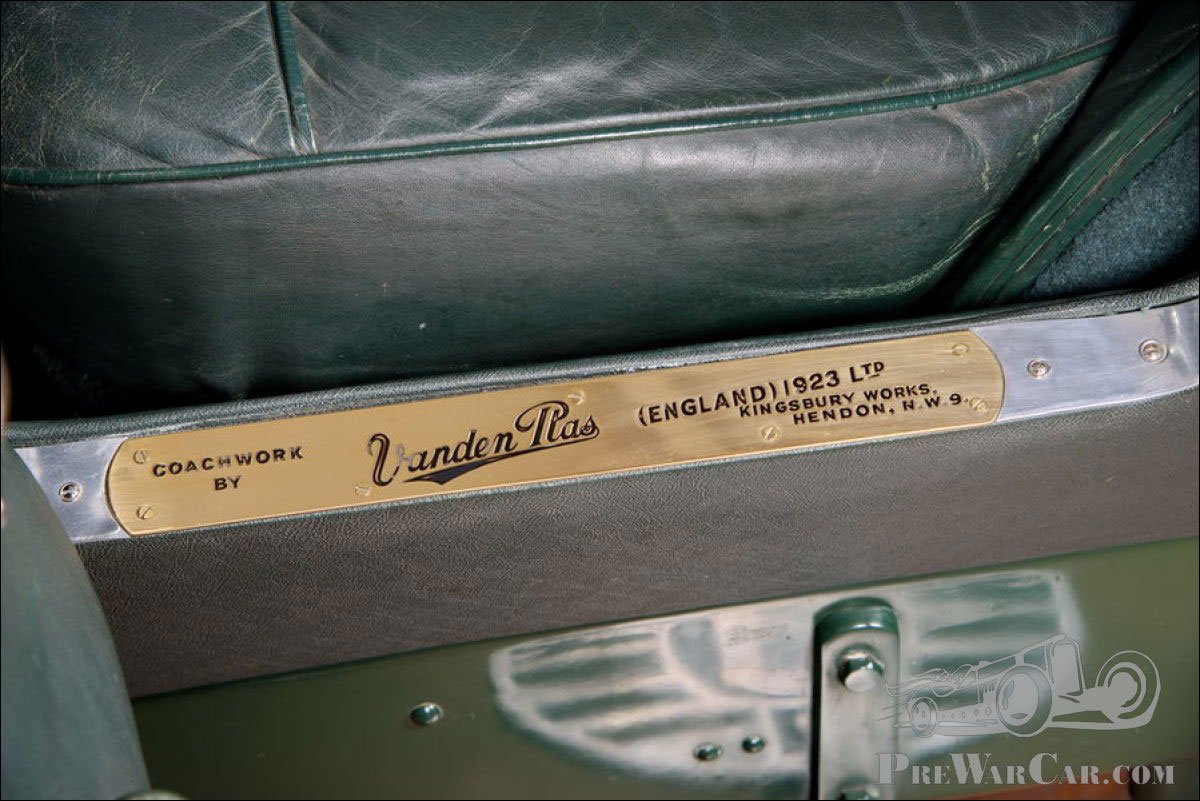 COACHWORK
BY
Vanden Plas
(ENGLAND) 1923 LTD
KINGSBURY WORKS.
HENDON, N.W.9.
PREWARCAR.COM